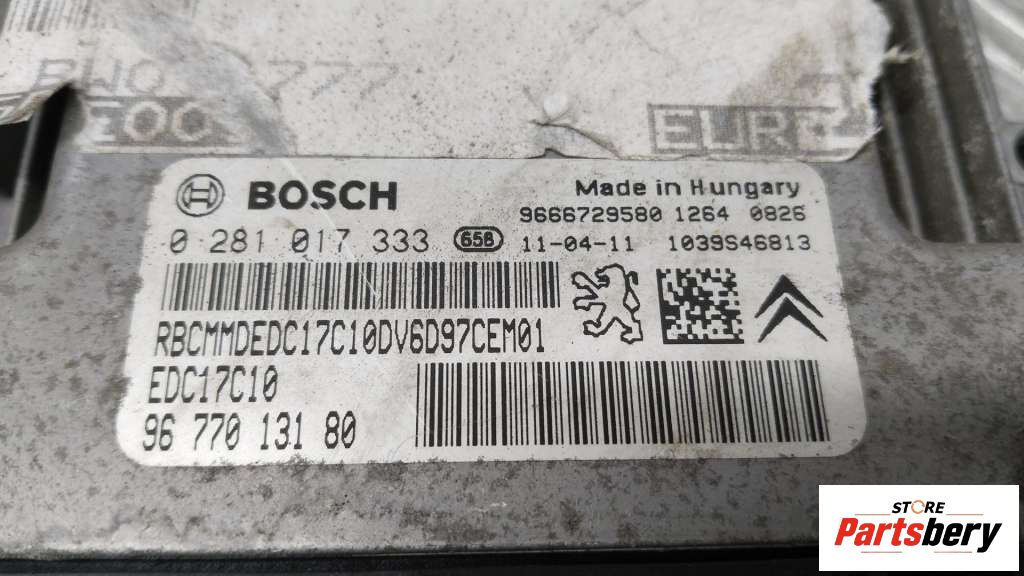 BOSCH
Made in Hungary
9666729580 1264 0826
0 281 017 333 658 11-04-11 1039S46813
RBCMMDEDC17C10DV6D97CEM01
EDC17C10
96 770 131 80
STORE
Partsbery